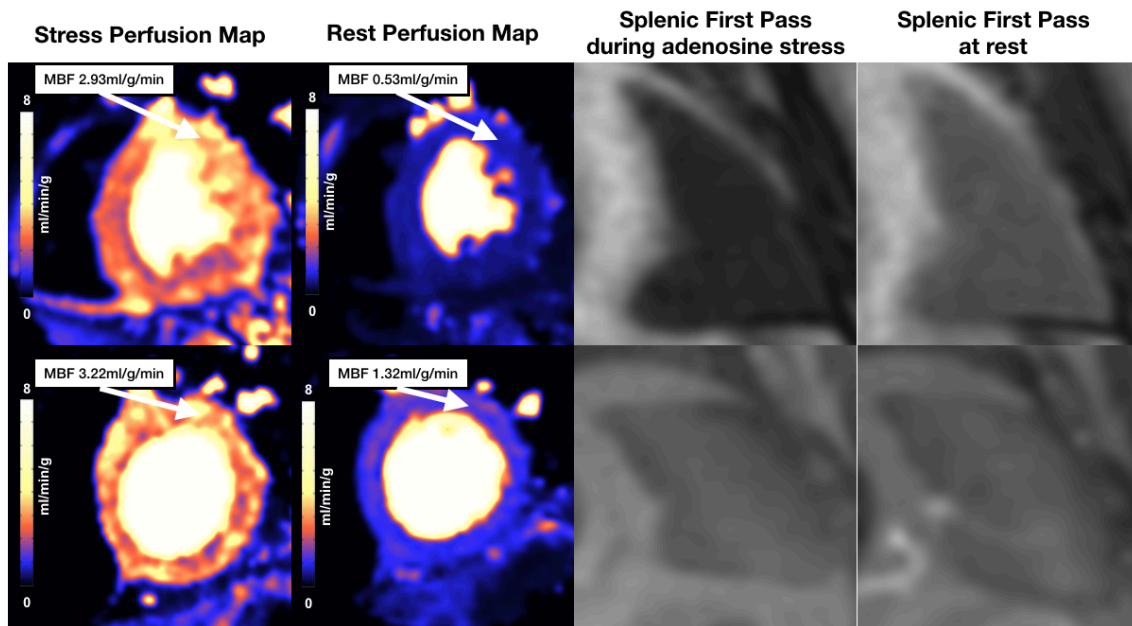 Stress Perfusion Map
Rest Perfusion Map
Splenic First Pass
during adenosine stress
Splenic First Pass
at rest
MBF 2.93ml/g/min
8
ml/min/g
0
MBF 0.53ml/g/min
8
ml/min/g
0
MBF 3.22ml/g/min
8
ml/min/g
0
MBF 1.32ml/g/min
8
ml/min/g
0